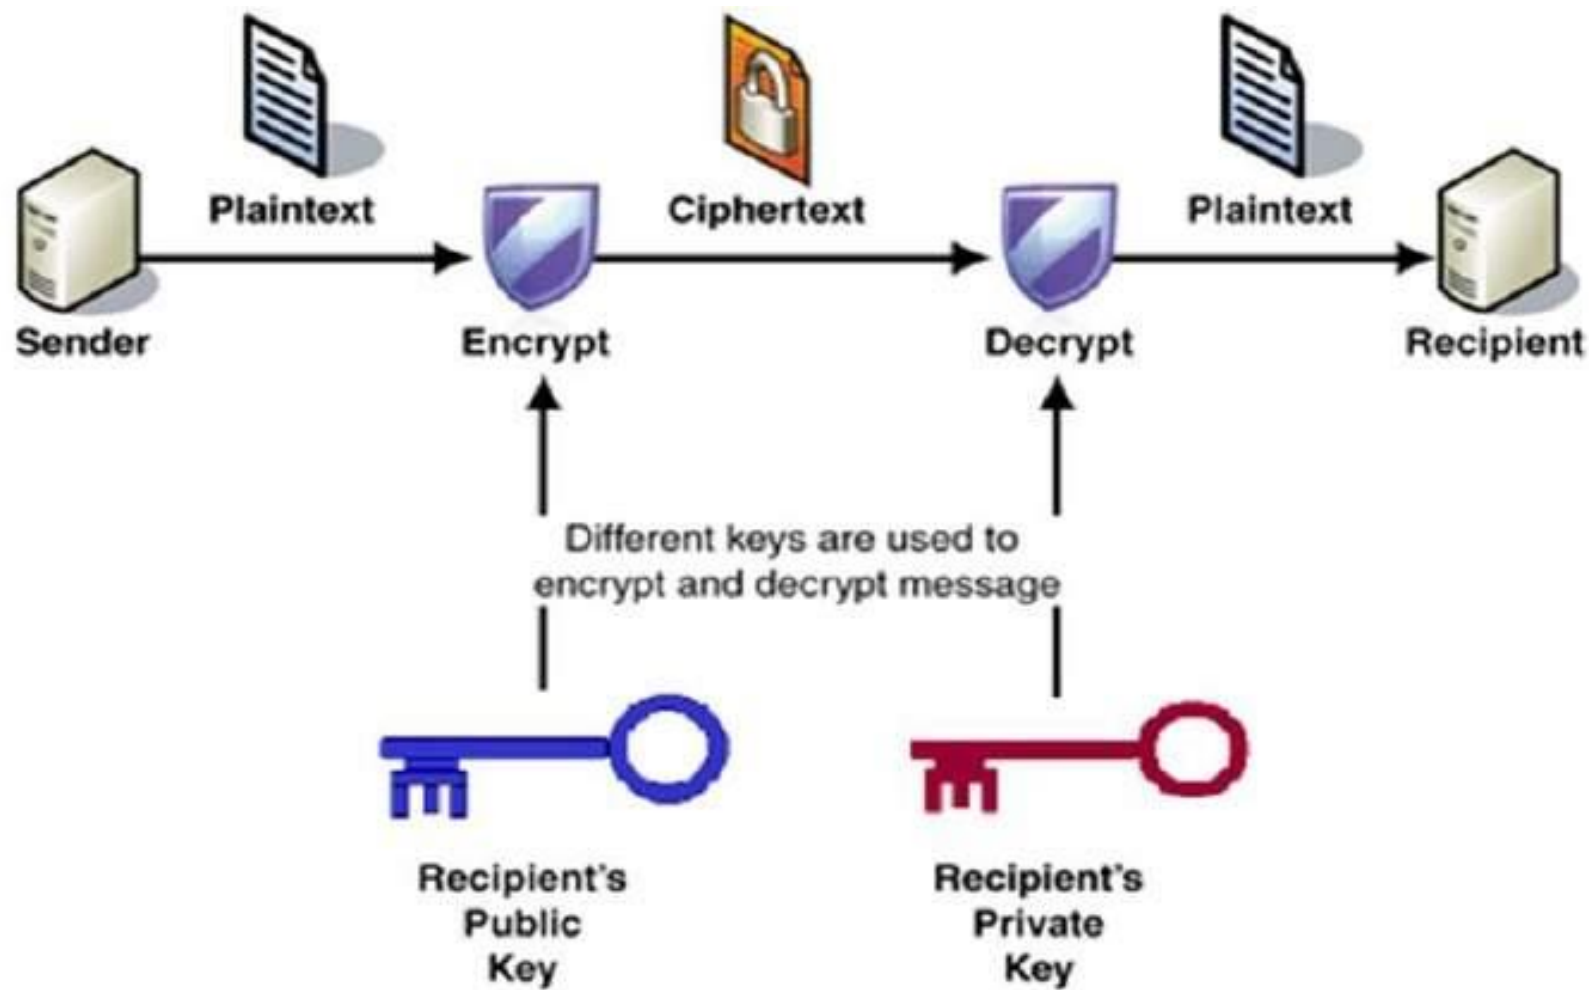 Plaintext
Ciphertext
Plaintext
Sender
Encrypt
Decrypt
Recipient
Different keys are used to
encrypt and decrypt message
Recipient's
Public
Key
Recipient's
Private
Key